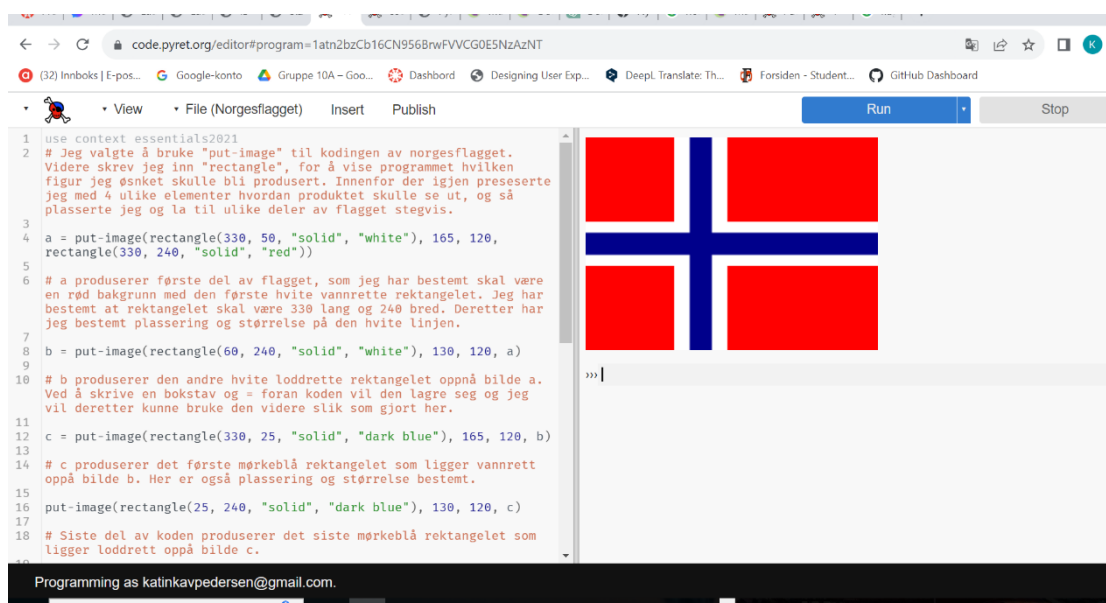 code.pyret.org/editor#program=1atn2bzCb16CN956BrwFVVCG0E5NzAzNT
K
(32) Innboks | E-pos... Google-konto Gruppe 10A – Goo... Dashbord Designing User Exp... DeepL Translate: Th... Forsiden - Student... GitHub Dashboard
View File (Norgesflagget) Insert Publish Run Stop
1 use context essentials2021
2 # Jeg valgte å bruke "put-image" til kodingen av norgesflagget.
Videre skrev jeg inn "rectangle", for å vise programmet hvilken
figur jeg øsnket skulle bli produsert. Innenfor der igjen preseserte
jeg med 4 ulike elementer hvordan produktet skulle se ut, og så
plasserte jeg og la til ulike deler av flagget stegvis.
3
4 a = put-image(rectangle(330, 50, "solid", "white"), 165, 120,
rectangle(330, 240, "solid", "red"))
5
6 # a produserer første del av flagget, som jeg har bestemt skal være
en rød bakgrunn med den første hvite vannrette rektangelet. Jeg har
bestemt at rektangelet skal være 330 lang og 240 bred. Deretter har
jeg bestemt plassering og størrelse på den hvite linjen.
7
8 b = put-image(rectangle(60, 240, "solid", "white"), 130, 120, a)
9
10 # b produserer den andre hvite loddrette rektangelet oppnå bilde a.
Ved å skrive en bokstav og = foran koden vil den lagre seg og jeg
vil deretter kunne bruke den videre slik som gjort her.
11
12 c = put-image(rectangle(330, 25, "solid", "dark blue"), 165, 120, b)
13
14 # c produserer det første mørkeblå rektangelet som ligger vannrett
oppå bilde b. Her er også plassering og størrelse bestemt.
15
16 put-image(rectangle(25, 240, "solid", "dark blue"), 130, 120, c)
17
18 # Siste del av koden produserer det siste mørkeblå rektangelet som
ligger loddrett oppå bilde c.
›››
Programming as katinkavpedersen@gmail.com.